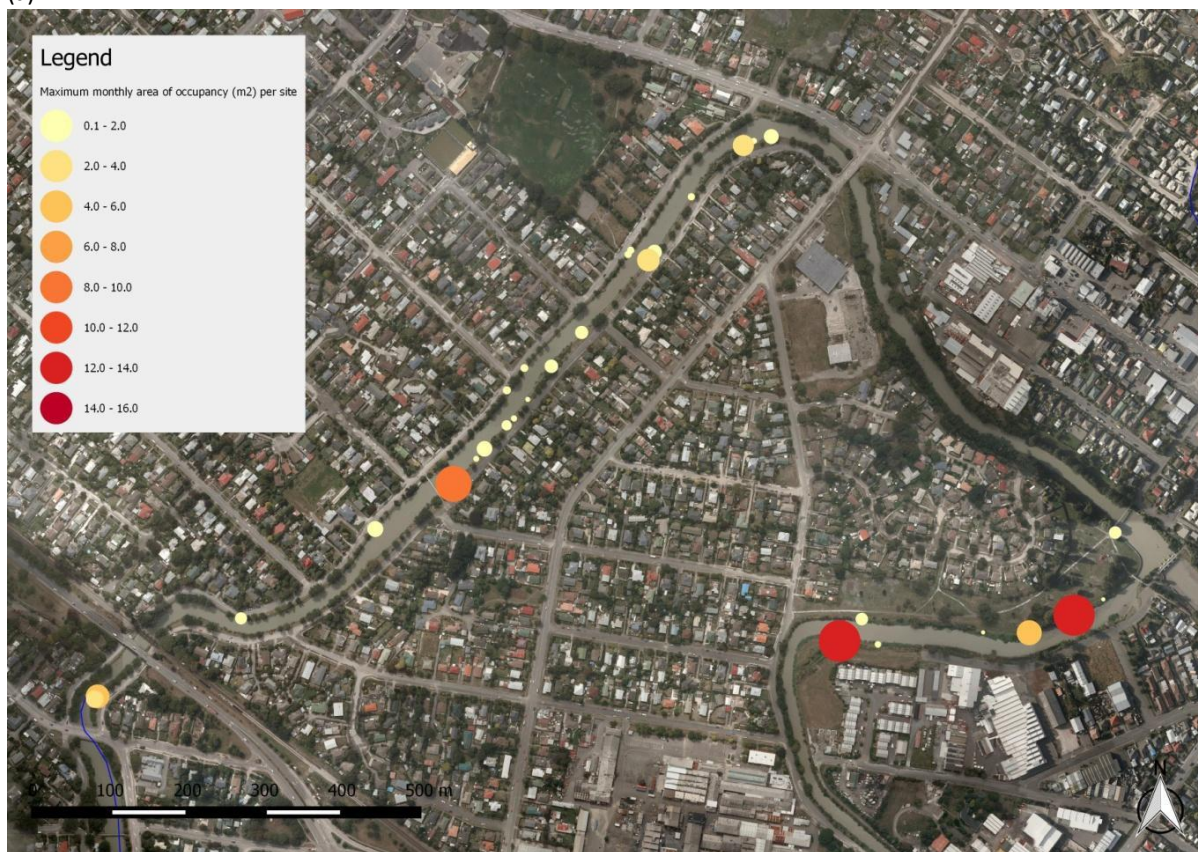 Legend
Maximum monthly area of occupancy (m2) per site
0.1 - 2.0
2.0 - 4.0
4.0 - 6.0
6.0 - 8.0
8.0 - 10.0
10.0 - 12.0
12.0 - 14.0
14.0 - 16.0
0 100 200 300 400 500 m
N